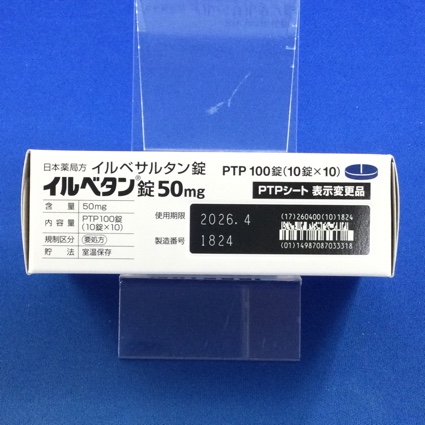 日本薬局方 イルベサルタン錠
イルベタン®錠50mg
PTP 100錠(10錠×10)
PTPシート 表示変更品
含量 50mg
内容量 PTP100錠
(10錠×10)
規制区分 要処方
貯法 室温保存
使用期限 2026.4
製造番号 1824
(17)260400(10)1824
(01)14987087033318